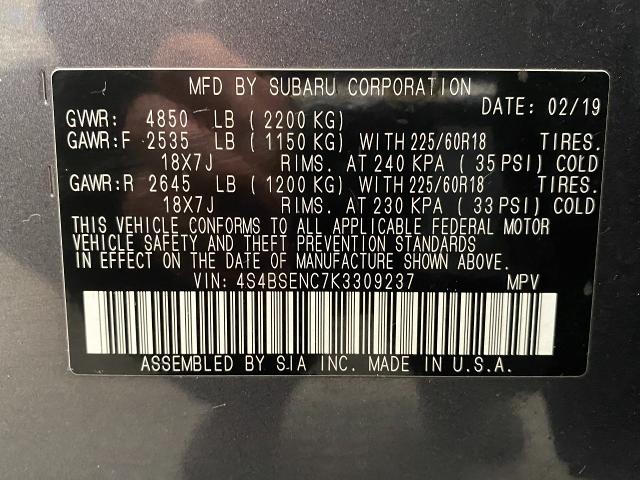 MFD BY SUBARU CORPORATION
DATE: 02/19
GVWR: 4850 LB ( 2200 KG)
GAWR:F 2535 LB ( 1150 KG) WITH 225/60R18 TIRES.
18X7J RIMS. AT 240 KPA ( 35 PSI) COLD
GAWR:R 2645 LB ( 1200 KG) WITH 225/60R18 TIRES.
18X7J RIMS. AT 230 KPA ( 33 PSI) COLD
THIS VEHICLE CONFORMS TO ALL APPLICABLE FEDERAL MOTOR
VEHICLE SAFETY AND THEFT PREVENTION STANDARDS
IN EFFECT ON THE DATE OF MANUFACTURE SHOWN ABOVE.
VIN: 4S4BSENC7K3309237 MPV
ASSEMBLED BY SIA INC. MADE IN U.S.A.